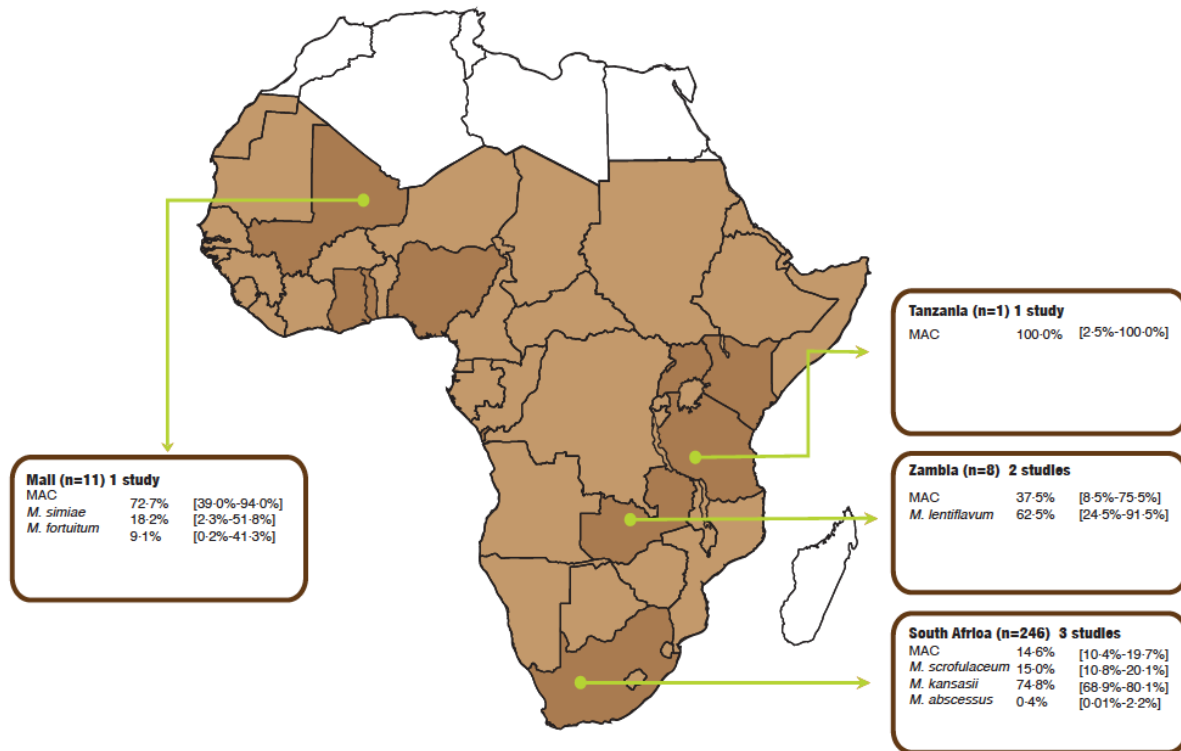 Tanzania (n=1) 1 study
MAC 100·0% [2·5%-100·0%]
Mali (n=11) 1 study
MAC
72·7% [39·0%-94·0%]
M. simiae
18·2% [2·3%-51·8%]
M. fortuitum
9·1% [0·2%-41·3%]
Zambia (n=8) 2 studies
MAC 37·5% [8·5%-75·5%]
M. lentiflavum 62·5% [24·5%-91·5%]
South Africa (n=246) 3 studies
MAC 14·6% [10·4%-19·7%]
M. scrofulaceum 15·0% [10·8%-20·1%]
M. kansasii 74·8% [68·9%-80·1%]
M. abscessus 0·4% [0·01%-2·2%]